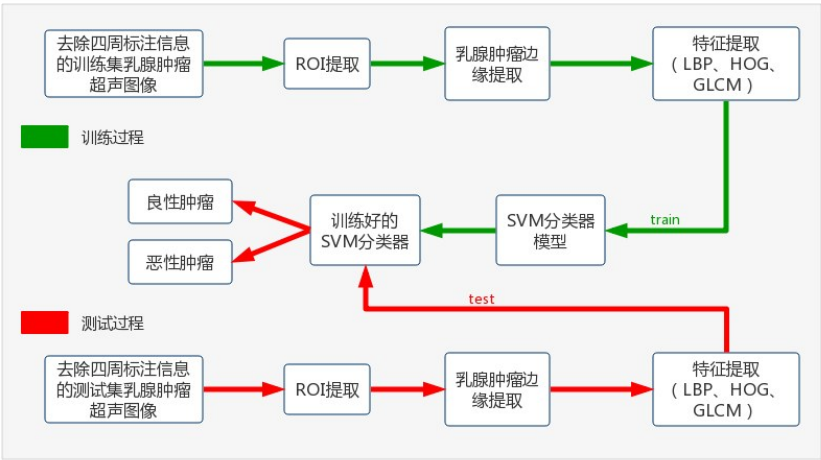 去除四周标注信息
的训练集乳腺肿瘤
超声图像
ROI提取
乳腺肿瘤边
缘提取
特征提取
（LBP、HOG、
GLCM）
训练过程
良性肿瘤
恶性肿瘤
训练好的
SVM分类器
SVM分类器
模型
train
test
测试过程
去除四周标注信息
的测试集乳腺肿瘤
超声图像
ROI提取
乳腺肿瘤边
缘提取
特征提取
（LBP、HOG、
GLCM）